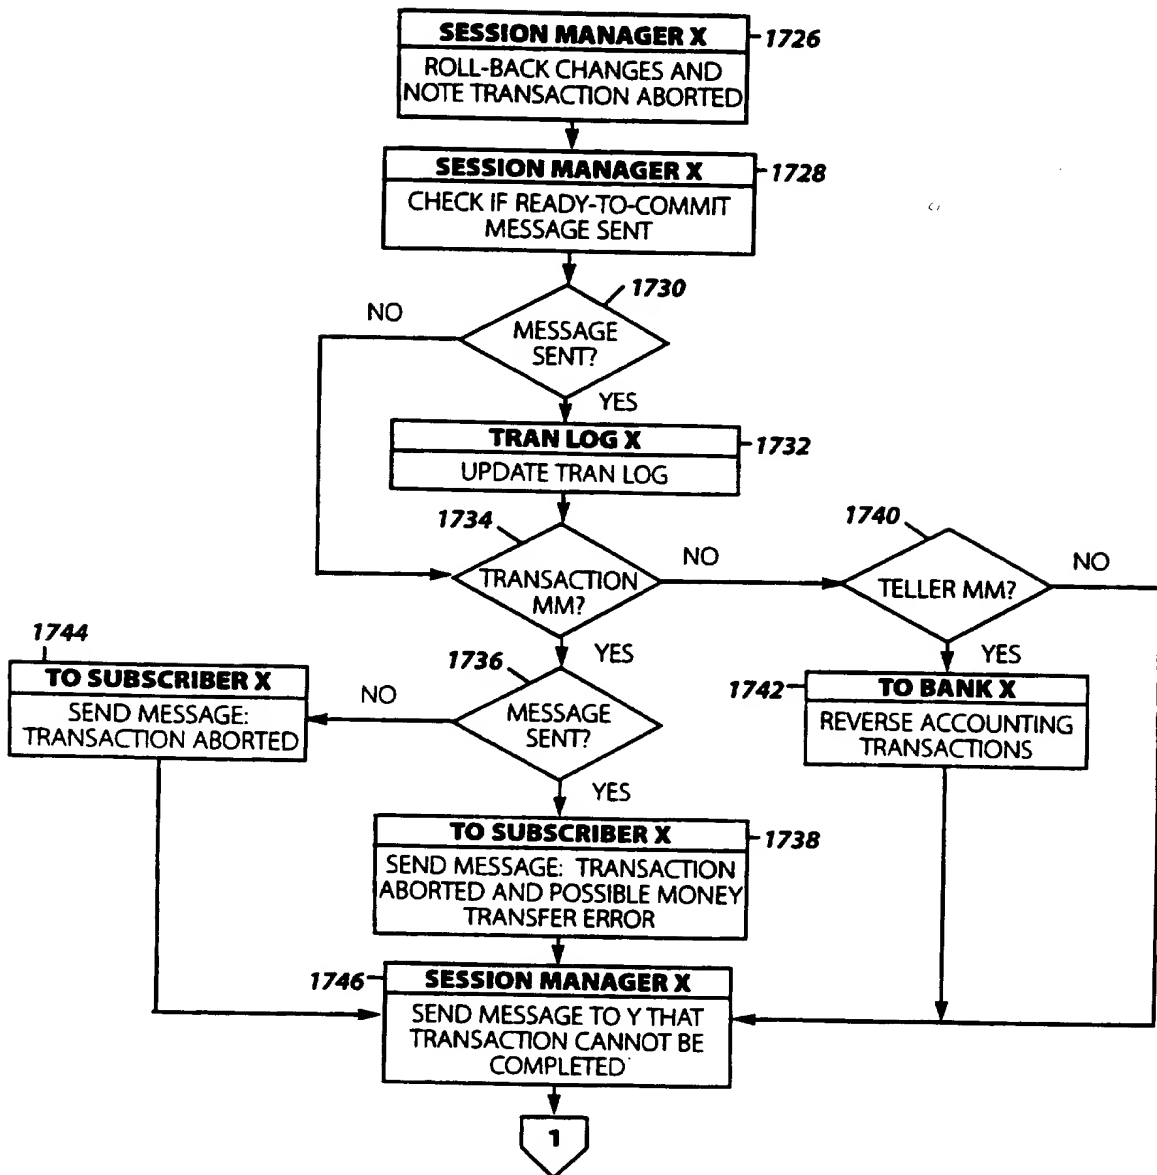 SESSION MANAGER X
1726
ROLL-BACK CHANGES AND
NOTE TRANSACTION ABORTED
SESSION MANAGER X
1728
CHECK IF READY-TO-COMMIT
MESSAGE SENT
1730
NO
MESSAGE
SENT?
YES
TRAN LOG X
1732
UPDATE TRAN LOG
1734
TRANSACTION
MM?
NO
1740
TELLER MM?
NO
YES
YES
1744
TO SUBSCRIBER X
SEND MESSAGE:
TRANSACTION ABORTED
1736
NO
MESSAGE
SENT?
YES
1742
TO BANK X
REVERSE ACCOUNTING
TRANSACTIONS
TO SUBSCRIBER X
1738
SEND MESSAGE: TRANSACTION
ABORTED AND POSSIBLE MONEY
TRANSFER ERROR
1746
SESSION MANAGER X
SEND MESSAGE TO Y THAT
TRANSACTION CANNOT BE
COMPLETED
1